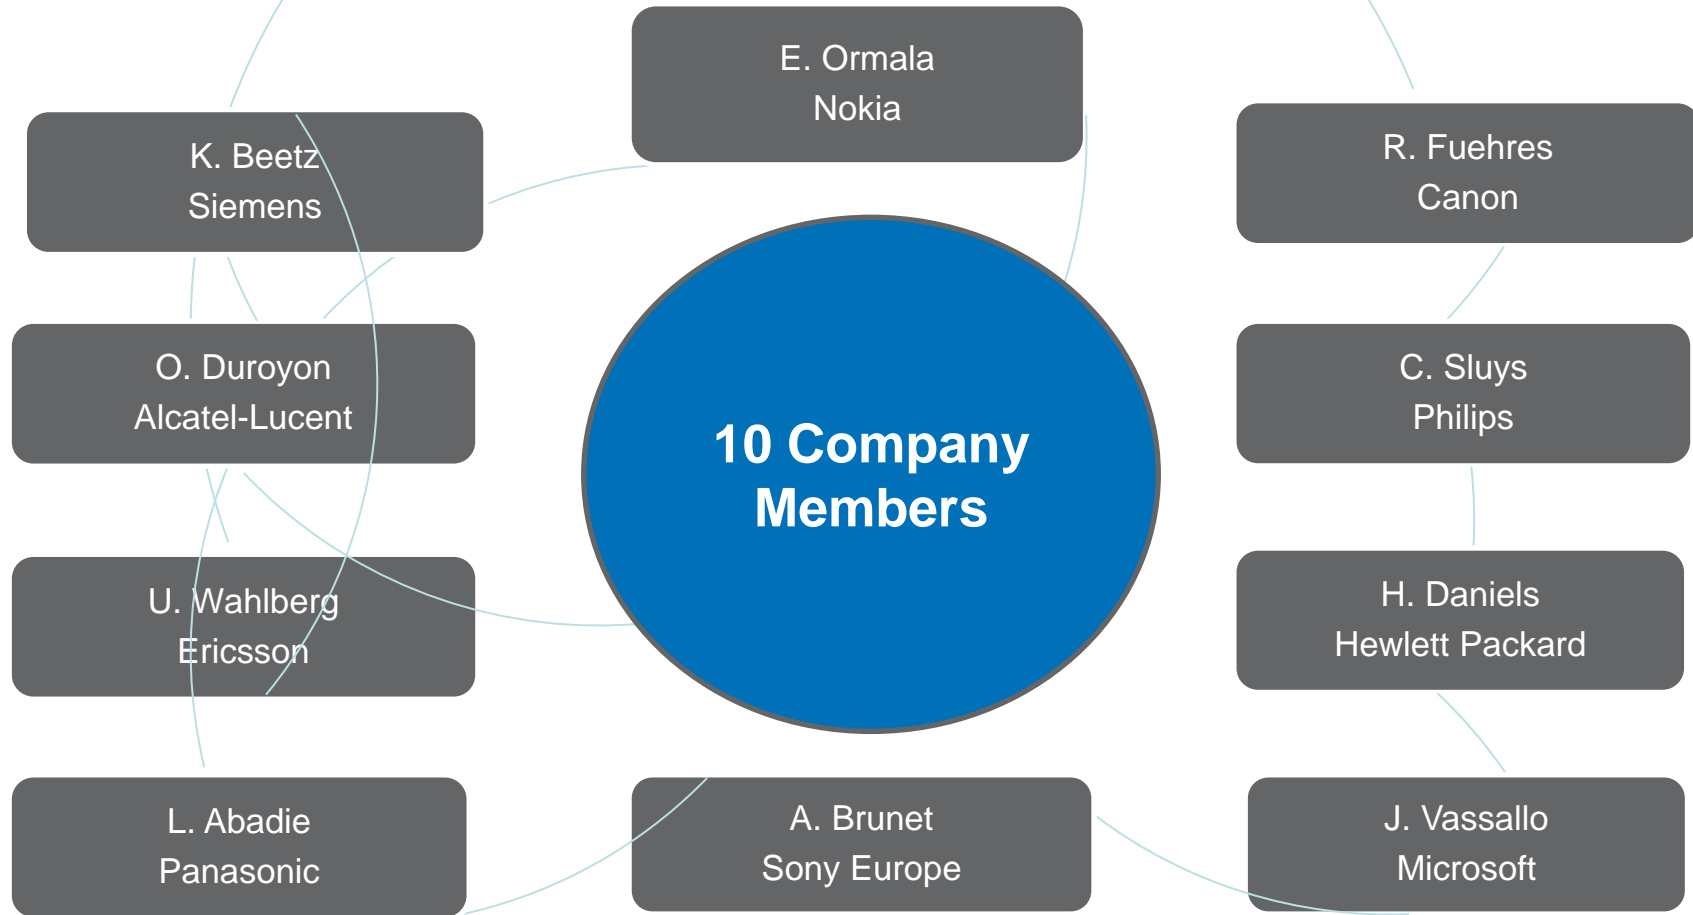 E. Ormala
Nokia
K. Beetz
Siemens
R. Fuehres
Canon
O. Duroyon
Alcatel-Lucent
C. Sluys
Philips
10 Company
Members
U. Wahlberg
Ericsson
H. Daniels
Hewlett Packard
L. Abadie
Panasonic
A. Brunet
Sony Europe
J. Vassallo
Microsoft